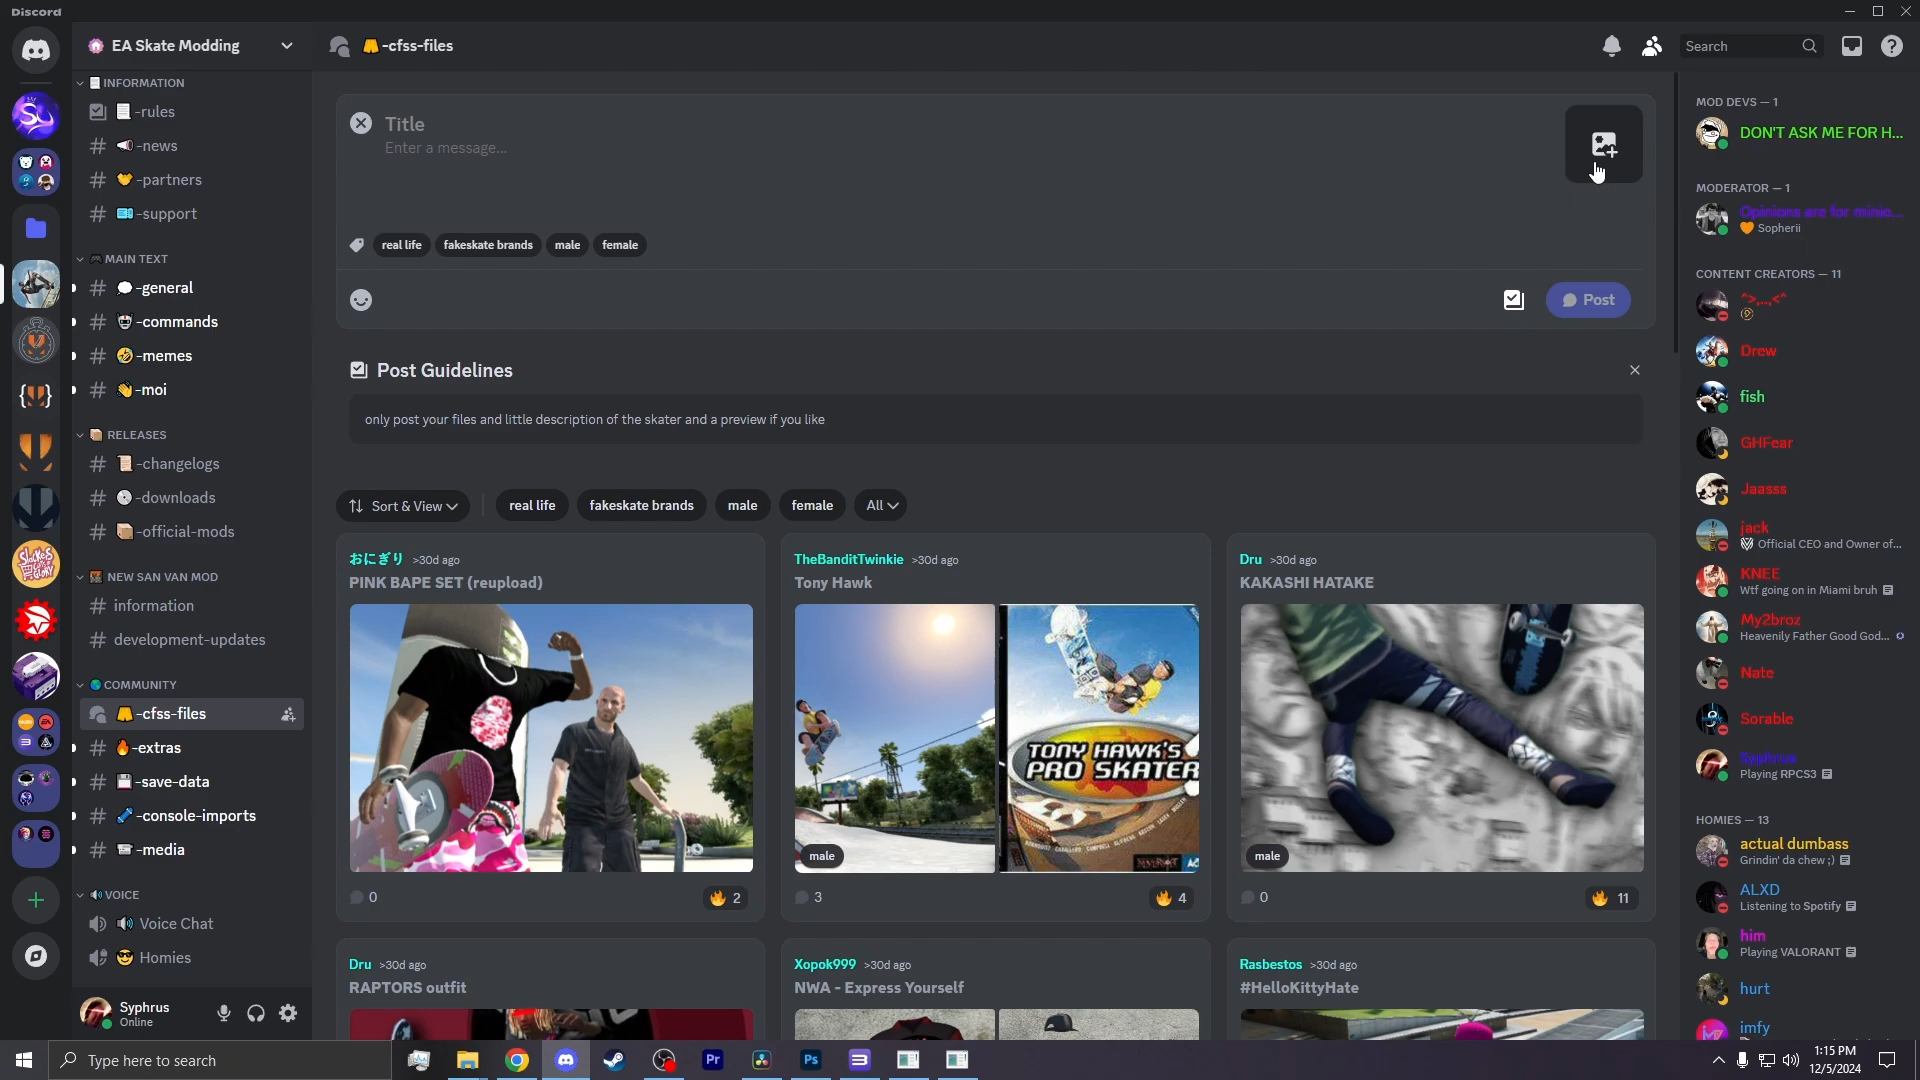 Discord
EA Skate Modding
-cfss-files
Search
INFORMATION
-rules
-news
-partners
-support
MAIN TEXT
-general
-commands
-memes
-moi
RELEASES
-changelogs
-downloads
-official-mods
NEW SAN VAN MOD
information
development-updates
COMMUNITY
-cfss-files
-extras
-save-data
-console-imports
-media
VOICE
Voice Chat
Homies
Syphrus
Online
Title
Enter a message...
real life
fakeskate brands
male
female
Post
Post Guidelines
only post your files and little description of the skater and a preview if you like
Sort & View
real life
fakeskate brands
male
female
All
おにぎり >30d ago
PINK BAPE SET (reupload)
0
2
TheBanditTwinkie >30d ago
Tony Hawk
TONY HAWK'S
PRO SKATER
male
3
4
Dru >30d ago
KAKASHI HATAKE
male
0
11
Dru >30d ago
RAPTORS outfit
Xopok999 >30d ago
NWA - Express Yourself
Rasbestos >30d ago
#HelloKittyHate
MOD DEVS — 1
DON'T ASK ME FOR H...
MODERATOR — 1
Opinions are for minio...
Sopherii
CONTENT CREATORS — 11
^>,..,<^
Drew
fish
GHFear
Jaasss
jack
Official CEO and Owner of...
KNEE
Wtf going on in Miami bruh
My2broz
Heavenly Father Good God...
Nate
Sorable
Syphrus
Playing RPCS3
HOMIES — 13
actual dumbass
Grindin' da chew ;)
ALXD
Listening to Spotify
him
Playing VALORANT
hurt
imfy
Type here to search
Pr
Ps
1:15 PM
12/5/2024